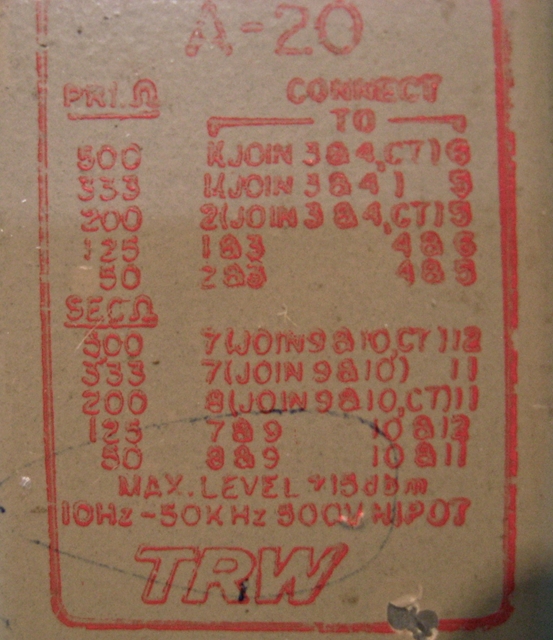 A-20
PRI.Ω CONNECT
TO
500 1(JOIN 3&4,CT)6
333 1(JOIN 3&4) 5
200 2(JOIN 3&4,CT)5
125 1&3 4&6
50 2&3 4&5
SEC Ω
500 7(JOIN 9&10,CT)12
333 7(JOIN 9&10) 11
200 8(JOIN 9&10,CT)11
125 7&9 10&12
50 8&9 10&11
MAX. LEVEL +15dbm
10Hz-50KHz 500V HIPOT
TRW